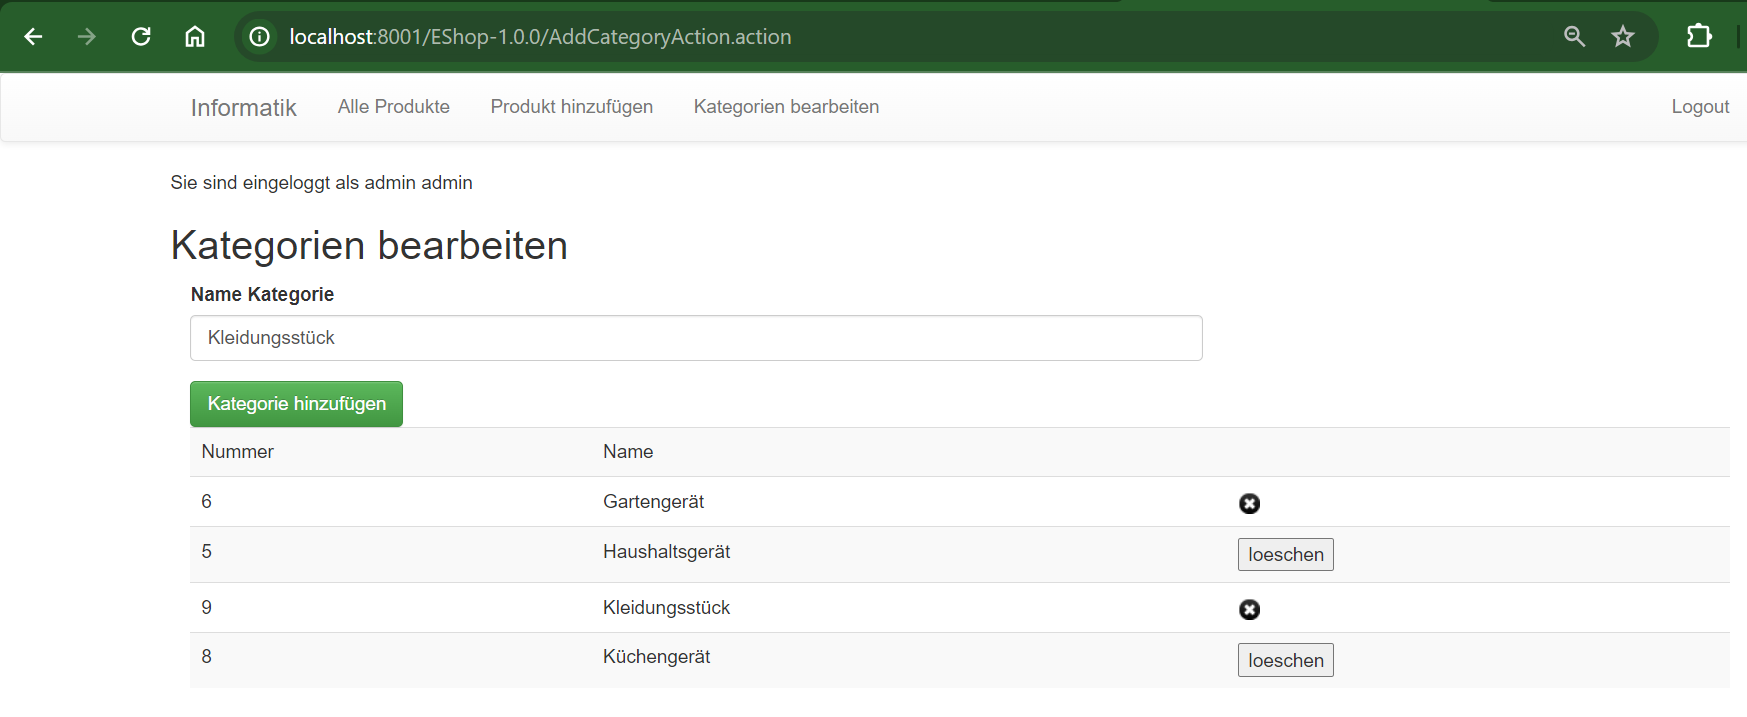 localhost:8001/EShop-1.0.0/AddCategoryAction.action
Informatik Alle Produkte Produkt hinzufügen Kategorien bearbeiten Logout
Sie sind eingeloggt als admin admin
Kategorien bearbeiten
Name Kategorie
Kleidungsstück
Kategorie hinzufügen
Nummer Name
6 Gartengerät
5 Haushaltsgerät loeschen
9 Kleidungsstück
8 Küchengerät loeschen